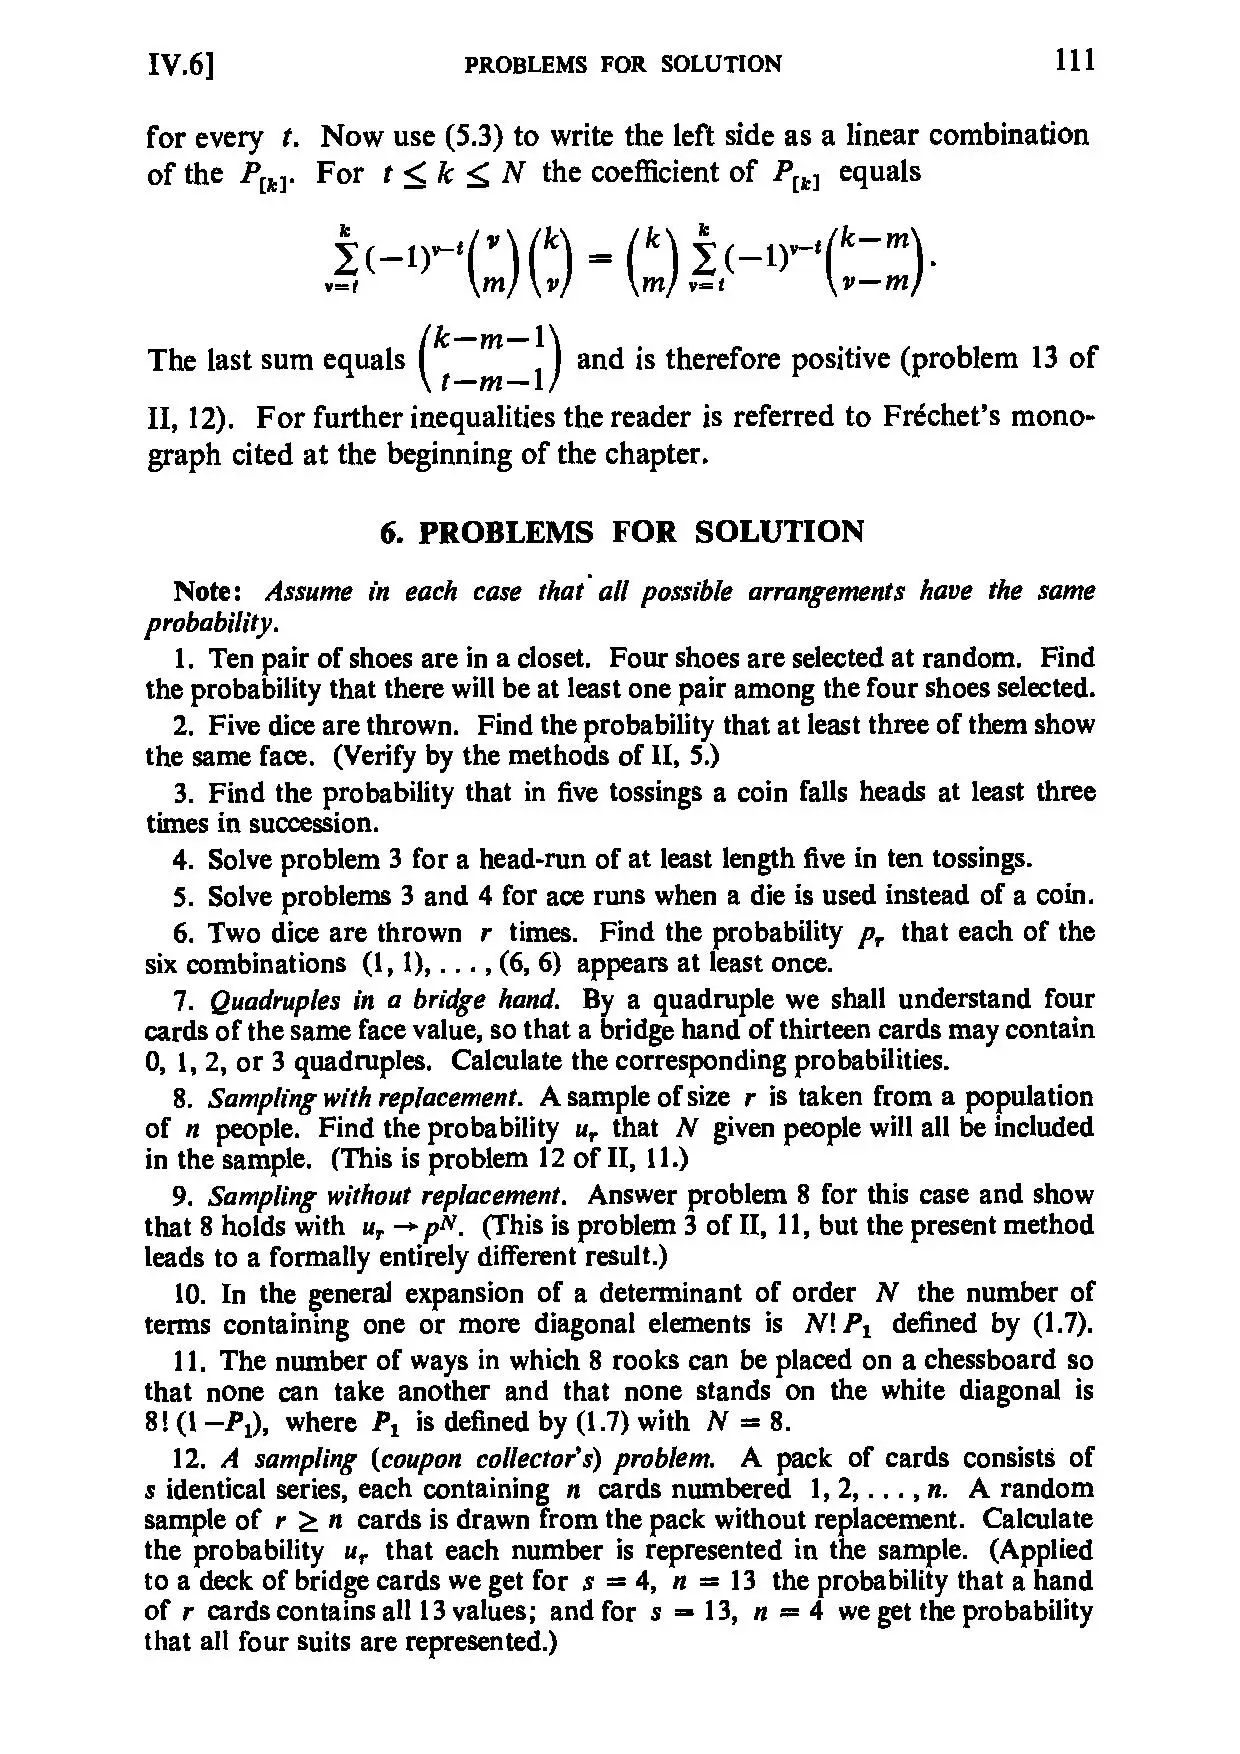 IV.6] PROBLEMS FOR SOLUTION 111
for every t. Now use (5.3) to write the left side as a linear combination
of the P[k]. For t ≤ k ≤ N the coefficient of P[k] equals
\sum_{v=t}^{k} (-1)^{v-t} \binom{v}{m} \binom{k}{v} = \binom{k}{m} \sum_{v=t}^{k} (-1)^{v-t} \binom{k-m}{v-m}.
The last sum equals \binom{k-m-1}{t-m-1} and is therefore positive (problem 13 of
II, 12). For further inequalities the reader is referred to Fréchet's mono-
graph cited at the beginning of the chapter.
6. PROBLEMS FOR SOLUTION
Note: Assume in each case that all possible arrangements have the same
probability.
1. Ten pair of shoes are in a closet. Four shoes are selected at random. Find
the probability that there will be at least one pair among the four shoes selected.
2. Five dice are thrown. Find the probability that at least three of them show
the same face. (Verify by the methods of II, 5.)
3. Find the probability that in five tossings a coin falls heads at least three
times in succession.
4. Solve problem 3 for a head-run of at least length five in ten tossings.
5. Solve problems 3 and 4 for ace runs when a die is used instead of a coin.
6. Two dice are thrown r times. Find the probability p_r that each of the
six combinations (1, 1), . . . , (6, 6) appears at least once.
7. Quadruples in a bridge hand. By a quadruple we shall understand four
cards of the same face value, so that a bridge hand of thirteen cards may contain
0, 1, 2, or 3 quadruples. Calculate the corresponding probabilities.
8. Sampling with replacement. A sample of size r is taken from a population
of n people. Find the probability u_r that N given people will all be included
in the sample. (This is problem 12 of II, 11.)
9. Sampling without replacement. Answer problem 8 for this case and show
that 8 holds with u_r → p^N. (This is problem 3 of II, 11, but the present method
leads to a formally entirely different result.)
10. In the general expansion of a determinant of order N the number of
terms containing one or more diagonal elements is N! P₁ defined by (1.7).
11. The number of ways in which 8 rooks can be placed on a chessboard so
that none can take another and that none stands on the white diagonal is
8! (1 −P₁), where P₁ is defined by (1.7) with N = 8.
12. A sampling (coupon collector's) problem. A pack of cards consists of
s identical series, each containing n cards numbered 1, 2, . . . , n. A random
sample of r ≥ n cards is drawn from the pack without replacement. Calculate
the probability u_r that each number is represented in the sample. (Applied
to a deck of bridge cards we get for s = 4, n = 13 the probability that a hand
of r cards contains all 13 values; and for s = 13, n = 4 we get the probability
that all four suits are represented.)